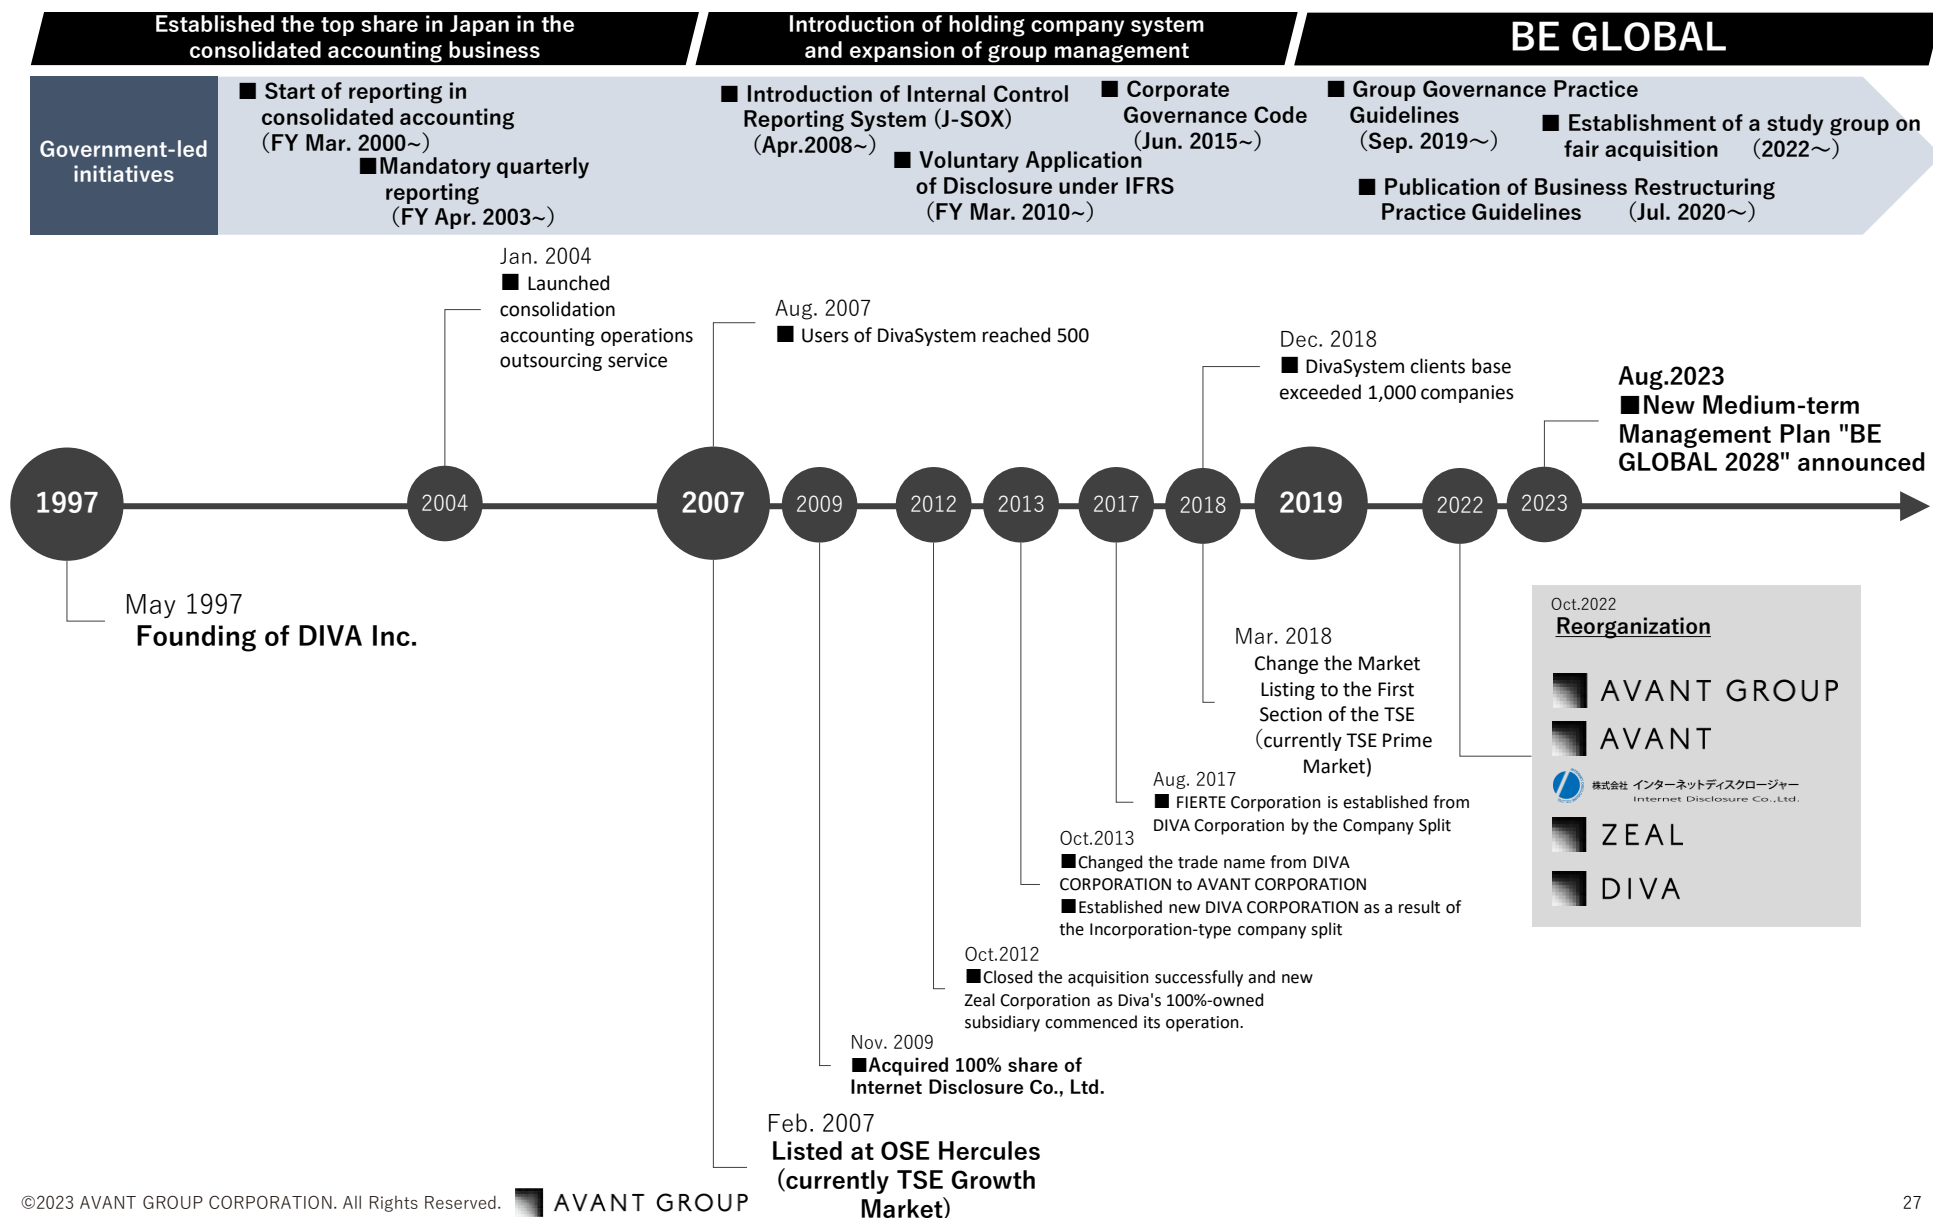 Established the top share in Japan in the
consolidated accounting business
Introduction of holding company system
and expansion of group management
BE GLOBAL
Government-led
initiatives
■ Start of reporting in
consolidated accounting
（FY Mar. 2000~）
■Mandatory quarterly
reporting
（FY Apr. 2003~）
■ Introduction of Internal Control
Reporting System (J-SOX)
（Apr.2008~）
■ Voluntary Application
of Disclosure under IFRS
（FY Mar. 2010~）
■ Corporate
Governance Code
（Jun. 2015~）
■ Group Governance Practice
Guidelines
（Sep. 2019～）
■ Establishment of a study group on
fair acquisition （2022～）
■ Publication of Business Restructuring
Practice Guidelines （Jul. 2020～）
Jan. 2004
■ Launched
consolidation
accounting operations
outsourcing service
Aug. 2007
■ Users of DivaSystem reached 500
Dec. 2018
■ DivaSystem clients base
exceeded 1,000 companies
Aug.2023
■New Medium-term
Management Plan "BE
GLOBAL 2028" announced
1997
2004
2007
2009
2012
2013
2017
2018
2019
2022
2023
May 1997
Founding of DIVA Inc.
Mar. 2018
Change the Market
Listing to the First
Section of the TSE
（currently TSE Prime
Market)
Aug. 2017
■ FIERTE Corporation is established from
DIVA Corporation by the Company Split
Oct.2013
■Changed the trade name from DIVA
CORPORATION to AVANT CORPORATION
■Established new DIVA CORPORATION as a result of
the Incorporation-type company split
Oct.2012
■Closed the acquisition successfully and new
Zeal Corporation as Diva's 100%-owned
subsidiary commenced its operation.
Nov. 2009
■Acquired 100% share of
Internet Disclosure Co., Ltd.
Feb. 2007
Listed at OSE Hercules
(currently TSE Growth
Market)
Oct.2022
Reorganization
AVANT GROUP
AVANT
株式会社 インターネットディスクロージャー
Internet Disclosure Co.,Ltd.
ZEAL
DIVA
©2023 AVANT GROUP CORPORATION. All Rights Reserved.
AVANT GROUP
27